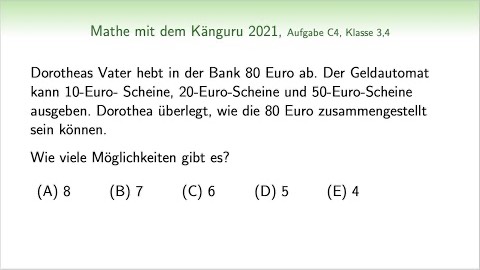 Mathe mit dem Känguru 2021, Aufgabe C4, Klasse 3,4
Dorotheas Vater hebt in der Bank 80 Euro ab. Der Geldautomat
kann 10-Euro- Scheine, 20-Euro-Scheine und 50-Euro-Scheine
ausgeben. Dorothea überlegt, wie die 80 Euro zusammengestellt
sein können.
Wie viele Möglichkeiten gibt es?
(A) 8 (B) 7 (C) 6 (D) 5 (E) 4